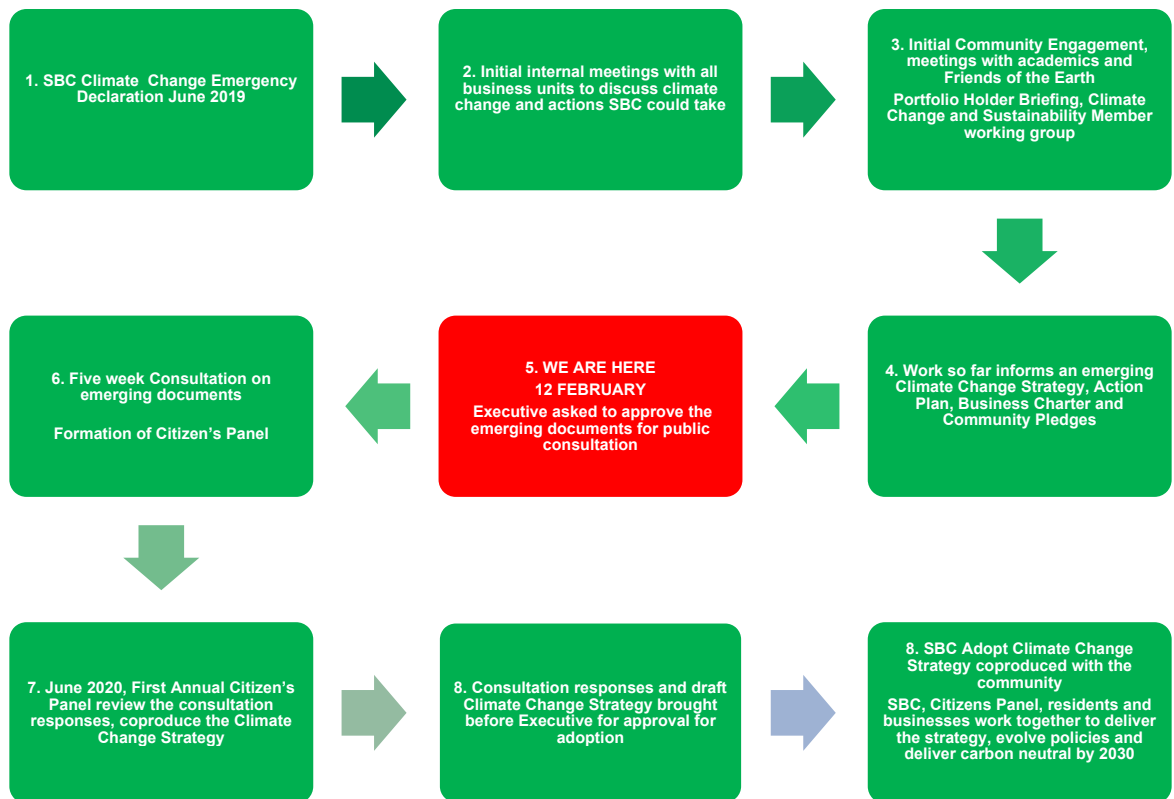 1. SBC Climate Change Emergency
Declaration June 2019
2. Initial internal meetings with all
business units to discuss climate
change and actions SBC could take
3. Initial Community Engagement,
meetings with academics and
Friends of the Earth
Portfolio Holder Briefing, Climate
Change and Sustainability Member
working group
4. Work so far informs an emerging
Climate Change Strategy, Action
Plan, Business Charter and
Community Pledges
5. WE ARE HERE
12 FEBRUARY
Executive asked to approve the
emerging documents for public
consultation
6. Five week Consultation on
emerging documents
Formation of Citizen's Panel
7. June 2020, First Annual Citizen's
Panel review the consultation
responses, coproduce the Climate
Change Strategy
8. Consultation responses and draft
Climate Change Strategy brought
before Executive for approval for
adoption
8. SBC Adopt Climate Change
Strategy coproduced with the
community
SBC, Citizens Panel, residents and
businesses work together to deliver
the strategy, evolve policies and
deliver carbon neutral by 2030